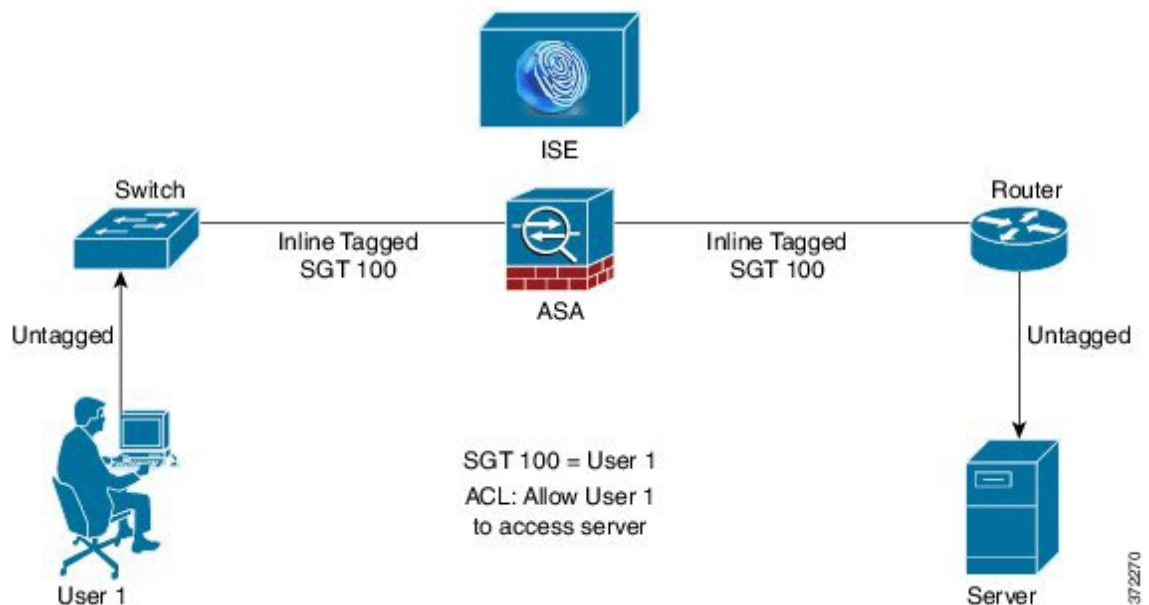 ISE
Switch
Router
Inline Tagged
SGT 100
Inline Tagged
SGT 100
ASA
Untagged
Untagged
SGT 100 = User 1
ACL: Allow User 1
to access server
User 1
Server
372270